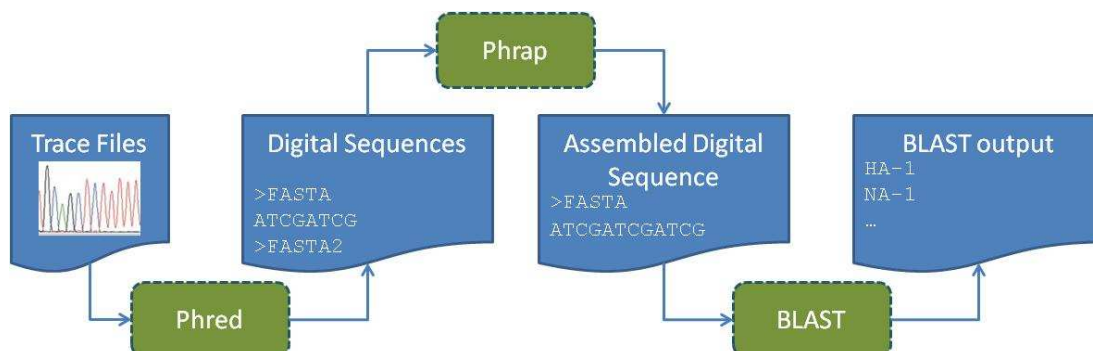 Phrap
Trace Files
Digital Sequences
>FASTA
ATCGATCG
>FASTA2
Assembled Digital
Sequence
>FASTA
ATCGATCGATCG
BLAST output
HA-1
NA-1
…
Phred
BLAST